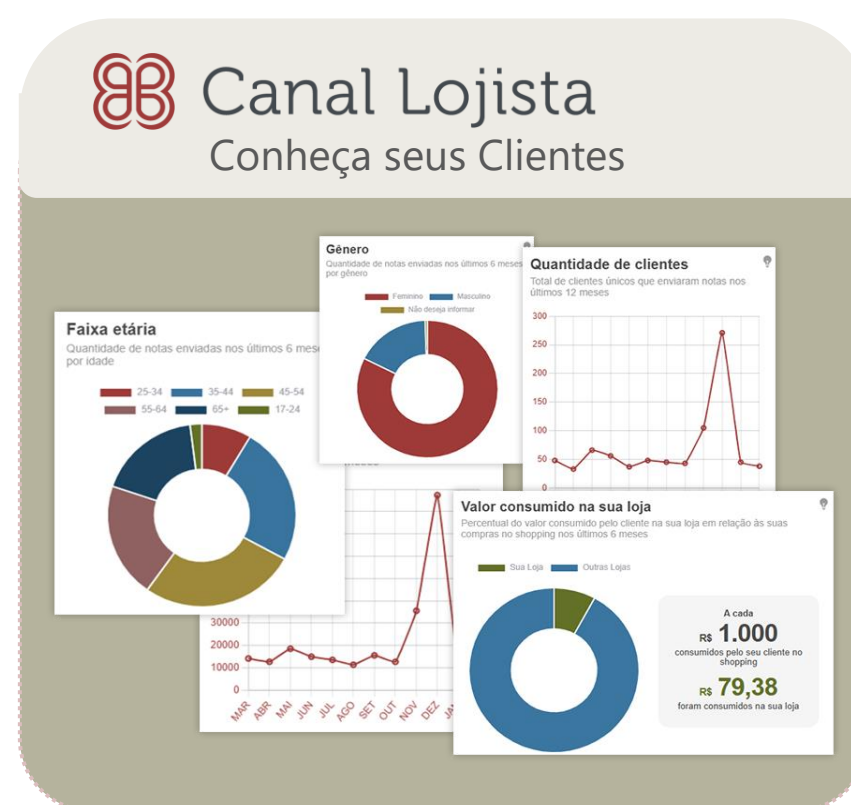 Canal Lojista
Conheça seus Clientes
Gênero
Quantidade de notas enviadas nos últimos 6 meses
por gênero
Feminino Masculino
Não deseja informar
Quantidade de clientes
Total de clientes únicos que enviaram notas nos
últimos 12 meses
300
250
200
150
100
50
0
Faixa etária
Quantidade de notas enviadas nos últimos 6
por idade
25-34 35-44 45-54
55-64 65+ 17-24
30000
20000
10000
0
MAR ABR MAI JUN JUL AGO SET OUT NOV DEZ
Valor consumido na sua loja
Percentual do valor consumido pelo cliente na sua loja em relação às suas
compras no shopping nos últimos 6 meses
Sua Loja Outras Lojas
A cada
R$ 1.000
consumidos pelo seu cliente no
shopping
R$ 79,38
foram consumidos na sua loja